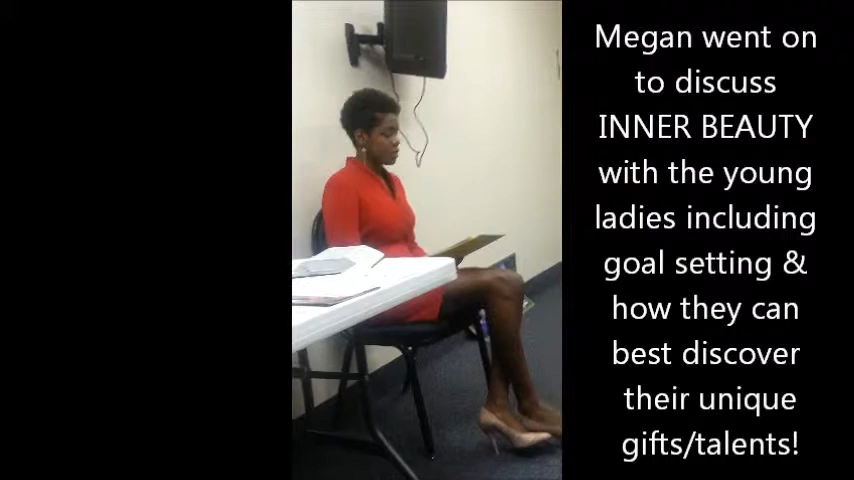 Megan went on
to discuss
INNER BEAUTY
with the young
ladies including
goal setting &
how they can
best discover
their unique
gifts/talents!